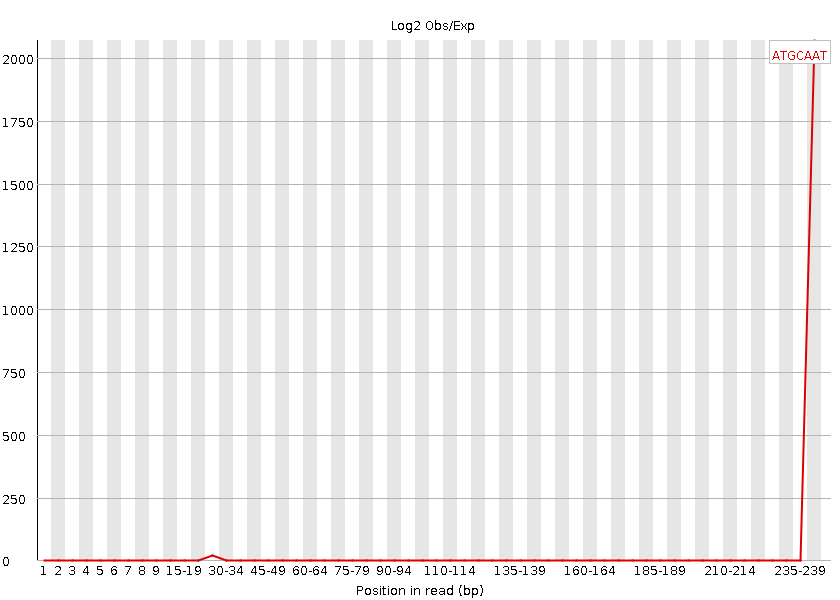 Log2 Obs/Exp
ATGCAAT
2000
1750
1500
1250
1000
750
500
250
0
1 2 3 4 5 6 7 8 9 15-19 30-34 45-49 60-64 75-79 90-94 110-114 135-139 160-164 185-189 210-214 235-239
Position in read (bp)